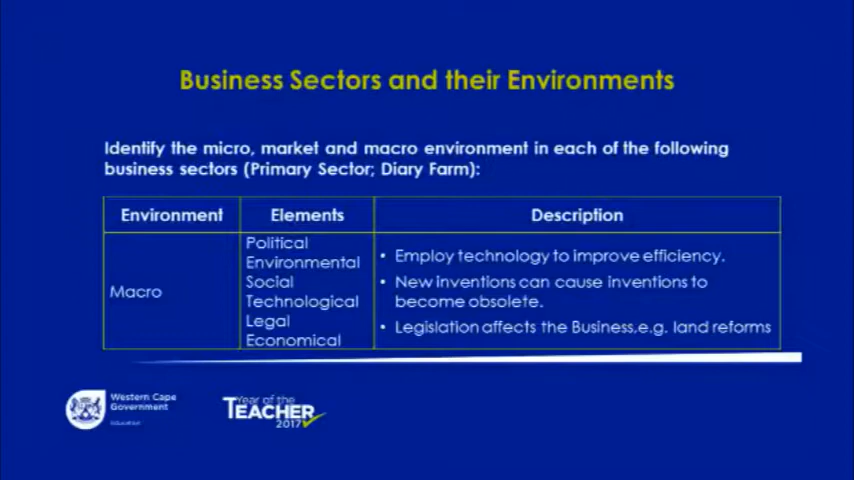 Business Sectors and their Environments
Identify the micro, market and macro environment in each of the following
business sectors (Primary Sector; Diary Farm):
Environment
Elements
Description
Macro
Political
Environmental
Social
Technological
Legal
Economical
• Employ technology to improve efficiency.
• New inventions can cause inventions to
become obsolete.
• Legislation affects the Business,e.g. land reforms
Western Cape
Government
Education
Year of the
TEACHER
2017